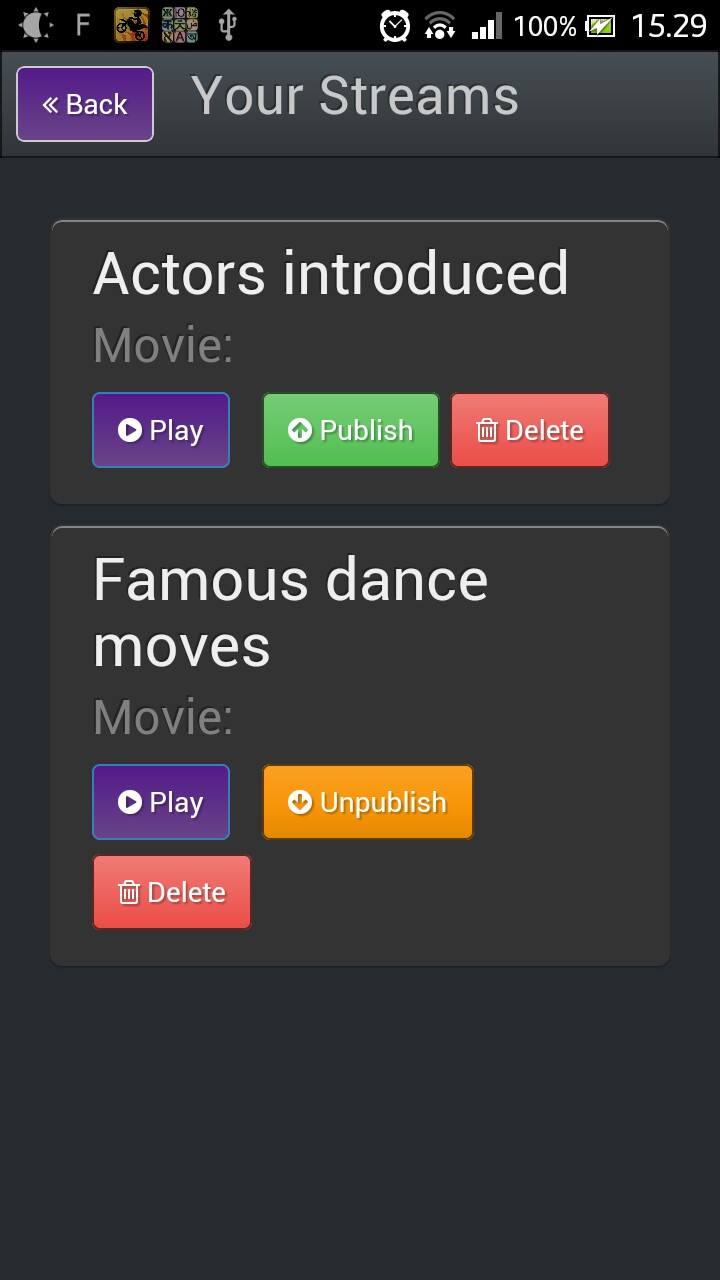 F 100% 15.29
« Back Your Streams
Actors introduced
Movie:
Play Publish Delete
Famous dance
moves
Movie:
Play Unpublish
Delete